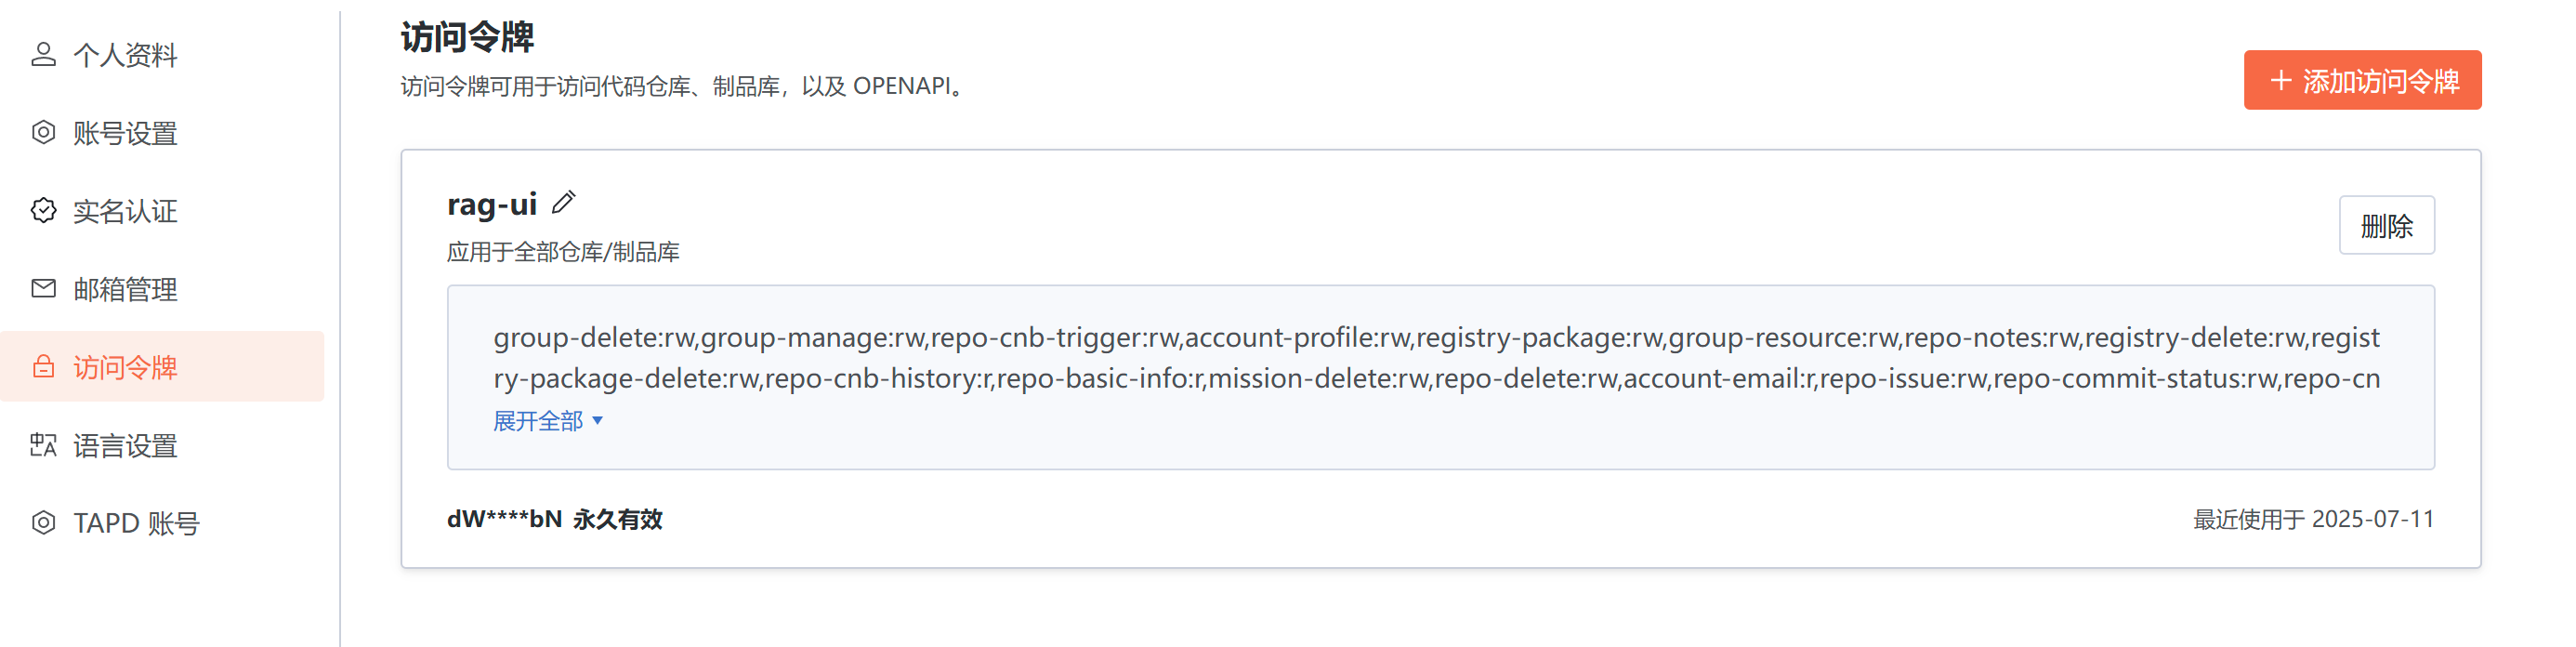 个人资料
账号设置
实名认证
邮箱管理
访问令牌
语言设置
TAPD 账号
访问令牌
访问令牌可用于访问代码仓库、制品库，以及 OPENAPI。
+ 添加访问令牌
rag-ui
应用于全部仓库/制品库
删除
group-delete:rw,group-manage:rw,repo-cnb-trigger:rw,account-profile:rw,registry-package:rw,group-resource:rw,repo-notes:rw,registry-delete:rw,regist
ry-package-delete:rw,repo-cnb-history:r,repo-basic-info:r,mission-delete:rw,repo-delete:rw,account-email:r,repo-issue:rw,repo-commit-status:rw,repo-cn
展开全部
dW****bN 永久有效
最近使用于 2025-07-11